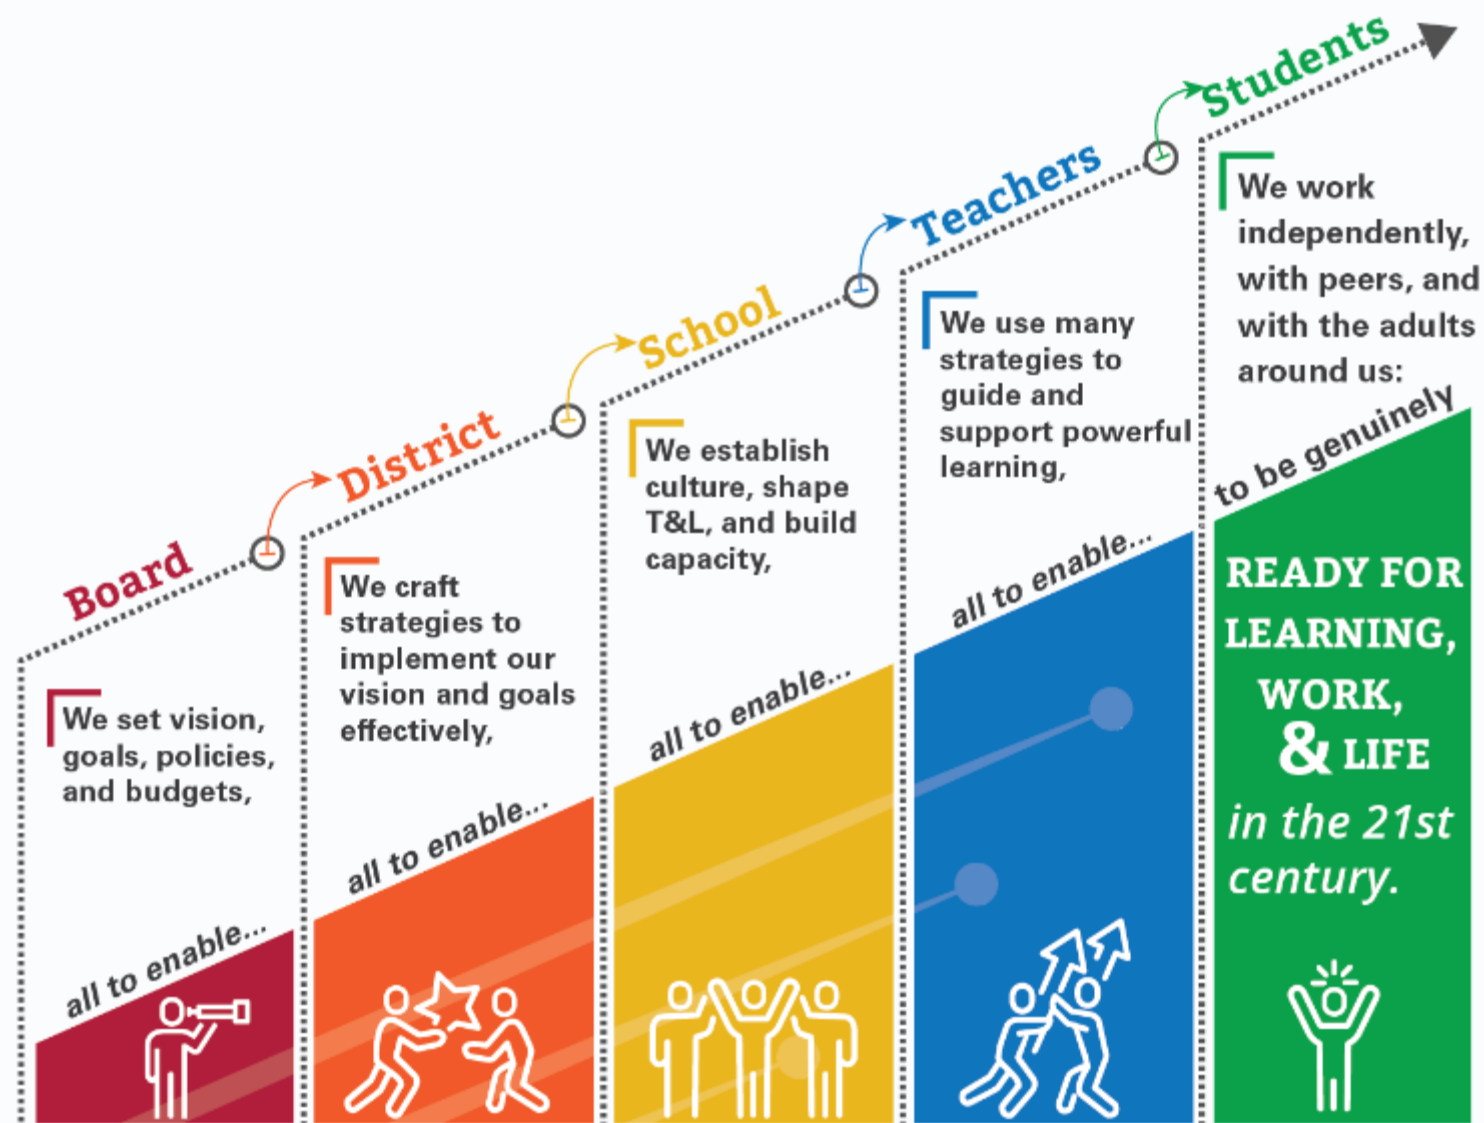 Board
We set vision,
goals, policies,
and budgets,
all to enable...
District
We craft
strategies to
implement our
vision and goals
effectively,
all to enable...
School
We establish
culture, shape
T&L, and build
capacity,
all to enable...
Teachers
We use many
strategies to
guide and
support powerful
learning,
all to enable...
Students
We work
independently,
with peers, and
with the adults
around us:
to be genuinely
READY FOR
LEARNING,
WORK,
& LIFE
in the 21st
century.